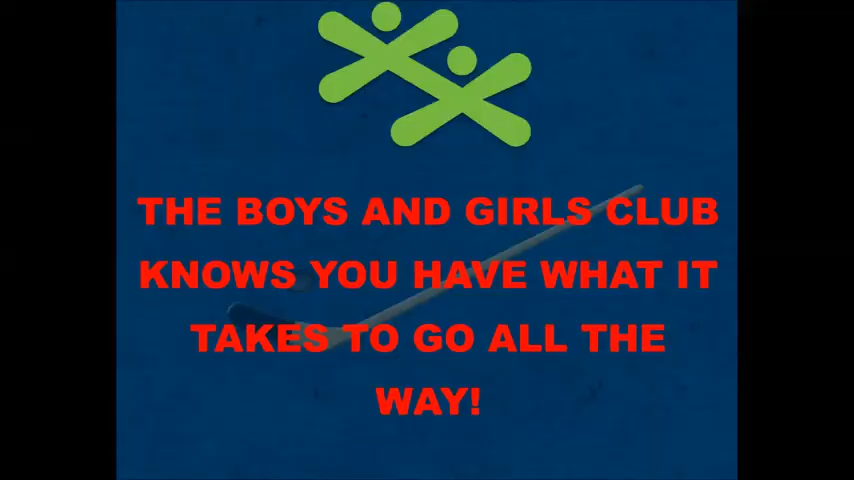 THE BOYS AND GIRLS CLUB
KNOWS YOU HAVE WHAT IT
TAKES TO GO ALL THE
WAY!